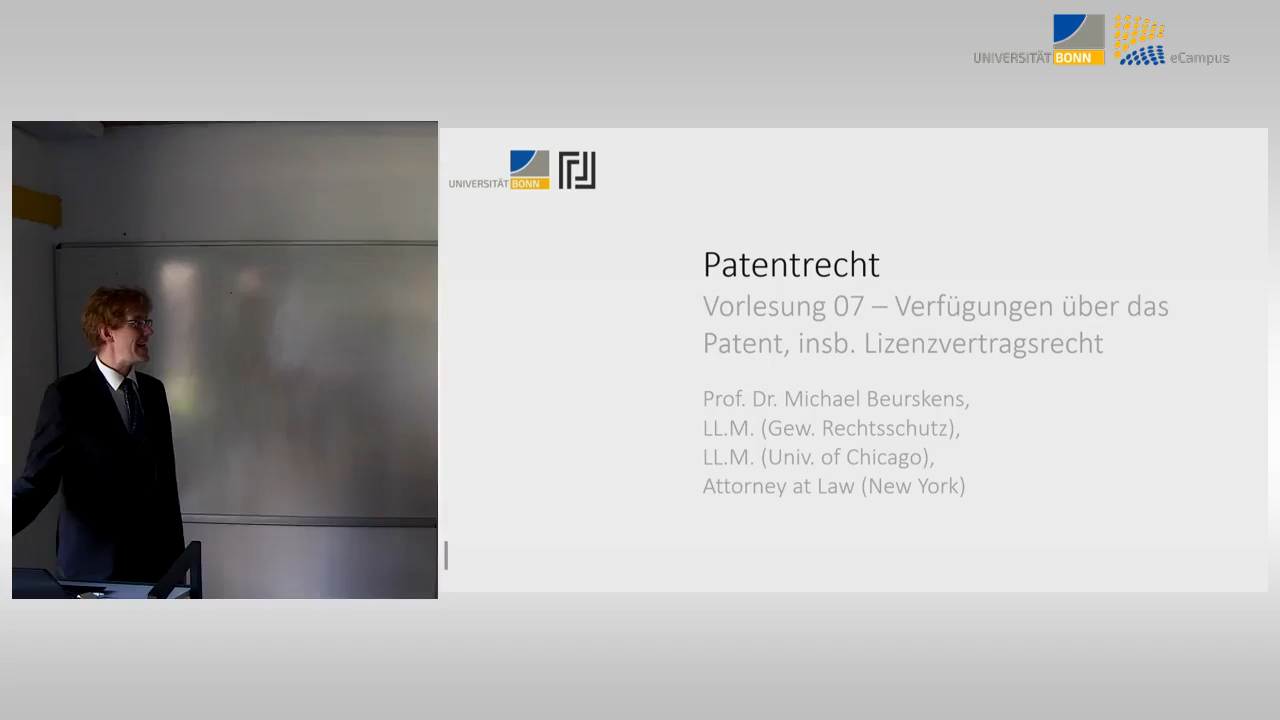 UNIVERSITÄT BONN eCampus
UNIVERSITÄT BONN
Patentrecht
Vorlesung 07 – Verfügungen über das
Patent, insb. Lizenzvertragsrecht
Prof. Dr. Michael Beurskens,
LL.M. (Gew. Rechtsschutz),
LL.M. (Univ. of Chicago),
Attorney at Law (New York)